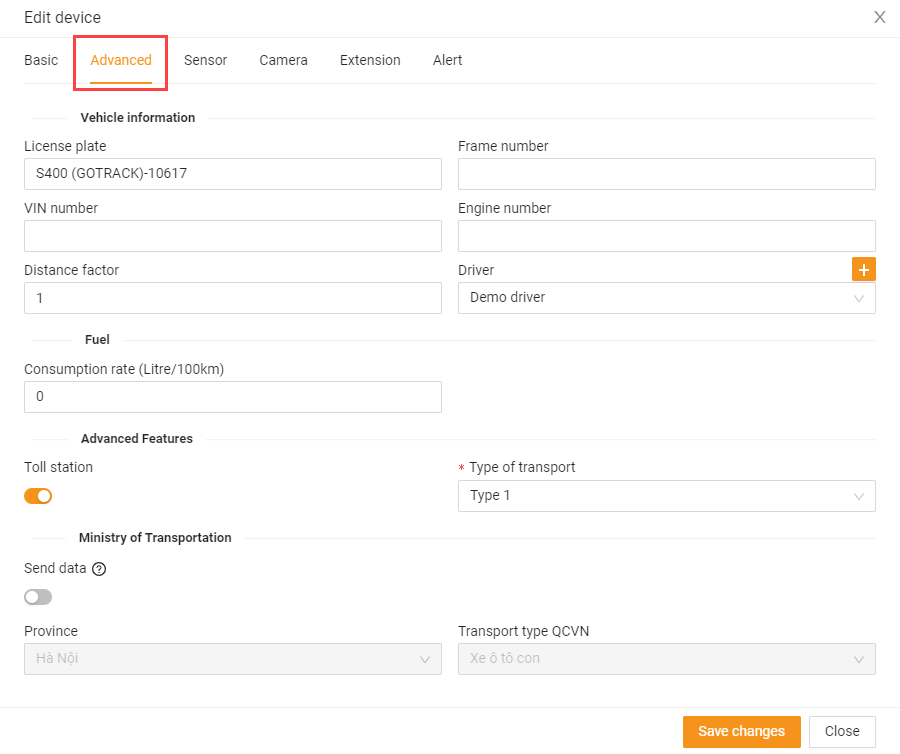 Edit device
Basic Advanced Sensor Camera Extension Alert
Vehicle information
License plate Frame number
S400 (GOTRACK)-10617
VIN number Engine number
Distance factor Driver
1 Demo driver
Fuel
Consumption rate (Litre/100km)
0
Advanced Features
Toll station * Type of transport
Type 1
Ministry of Transportation
Send data
Province Transport type QCVN
Hà Nội Xe ô tô con
Save changes Close